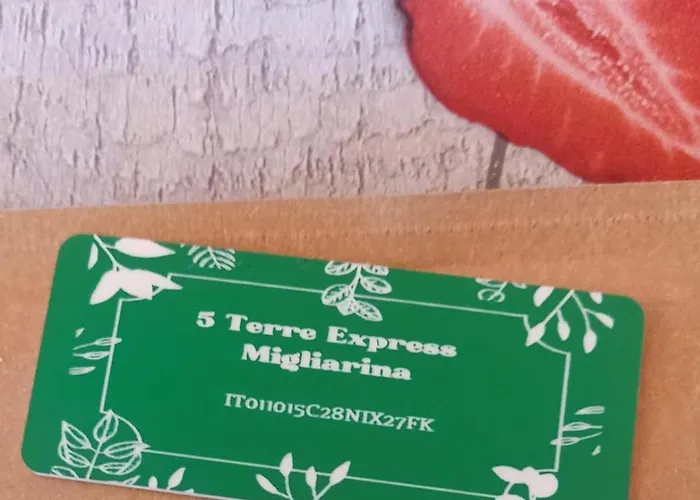 5 Terre Express
Migliarina
IT011015C28NIX27FK